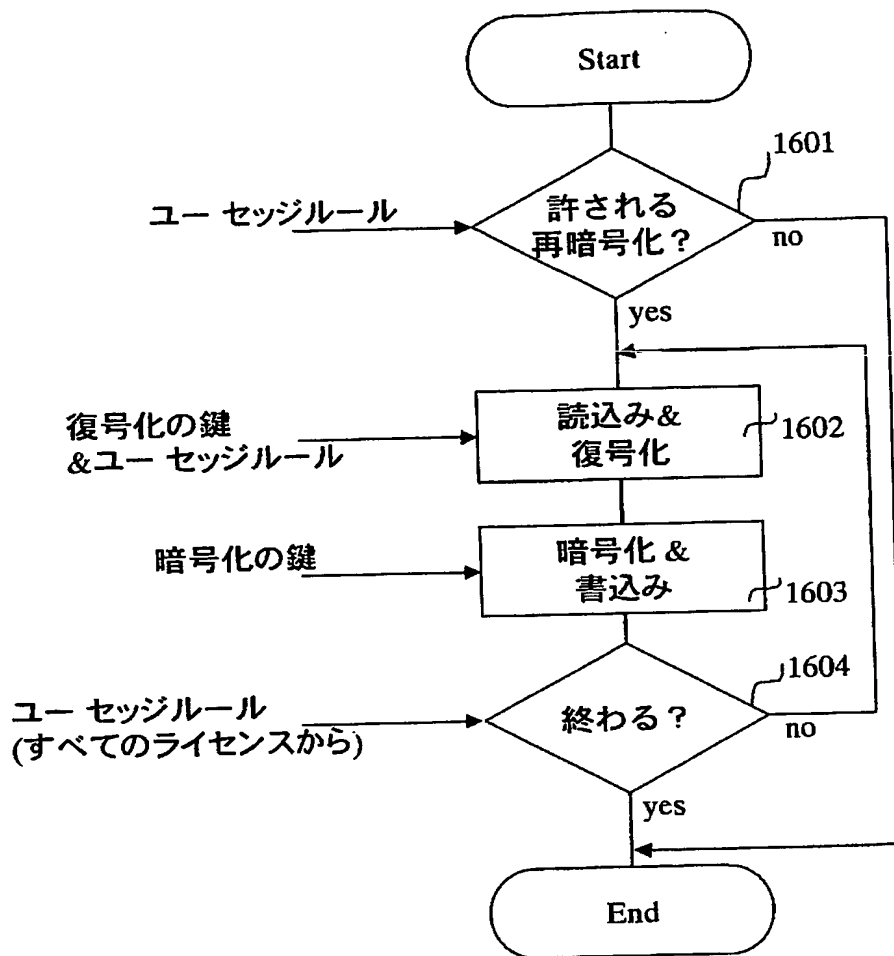 Start
1601
ユー セッジルール
許される
再暗号化？
no
yes
復号化の鍵
&ユー セッジルール
読込み&
復号化
1602
暗号化の鍵
暗号化 &
書込み
1603
1604
ユー セッジルール
(すべてのライセンスから)
終わる？
no
yes
End